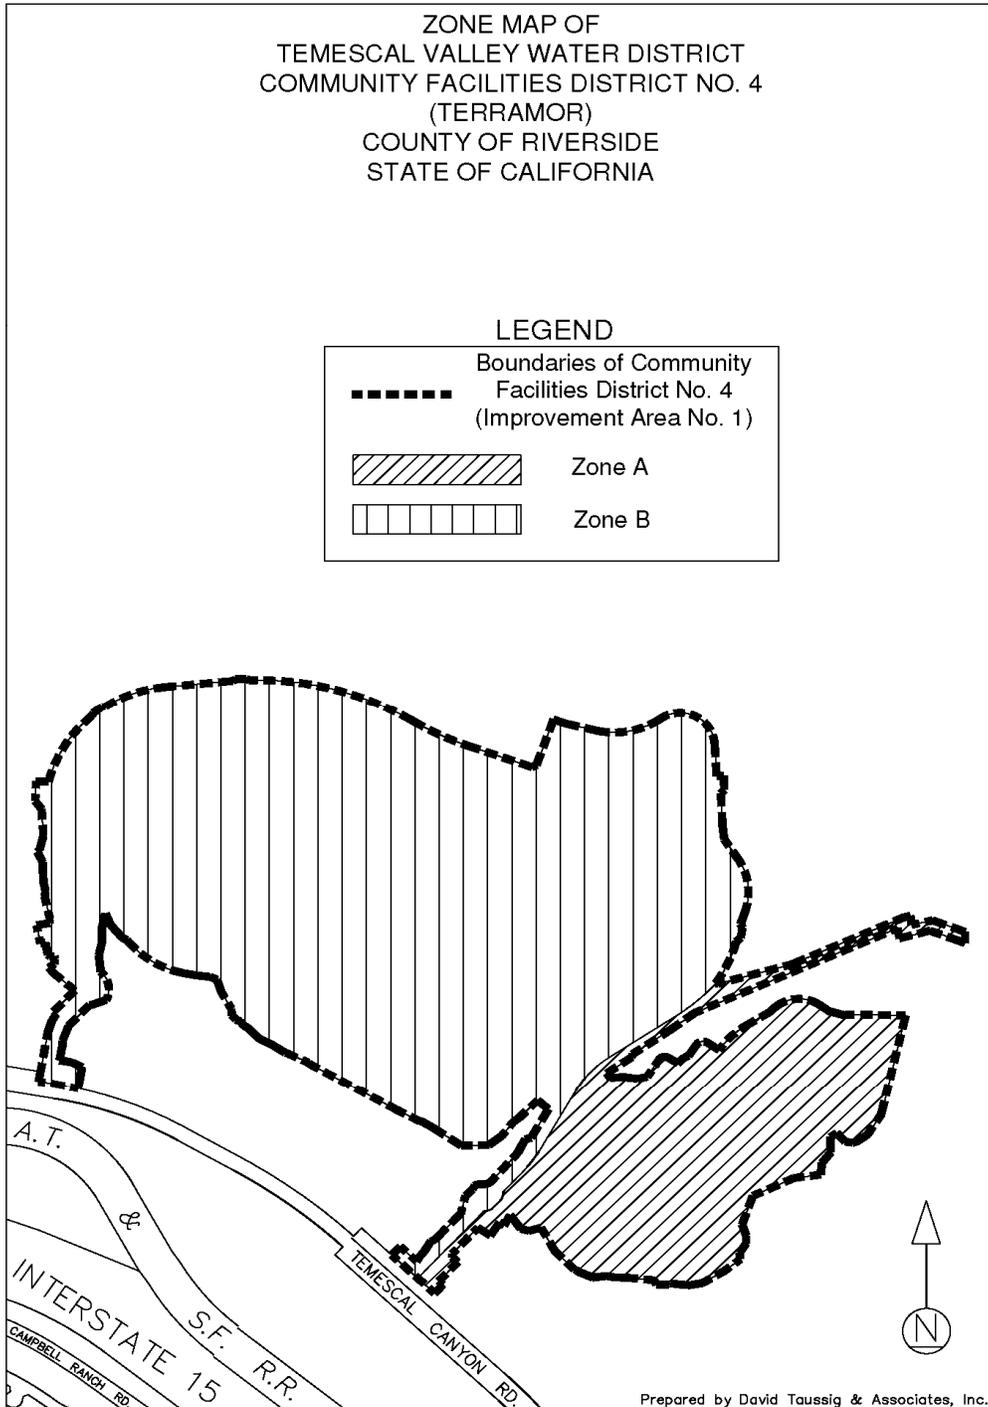 ZONE MAP OF
TEMESCAL VALLEY WATER DISTRICT
COMMUNITY FACILITIES DISTRICT NO. 4
(TERRAMOR)
COUNTY OF RIVERSIDE
STATE OF CALIFORNIA
LEGEND
Boundaries of Community
Facilities District No. 4
(Improvement Area No. 1)
Zone A
Zone B
A.T.
&
S.F. R.R.
INTERSTATE 15
CAMPBELL RANCH RD.
TEMESCAL CANYON RD.
N
Prepared by David Taussig & Associates, Inc.